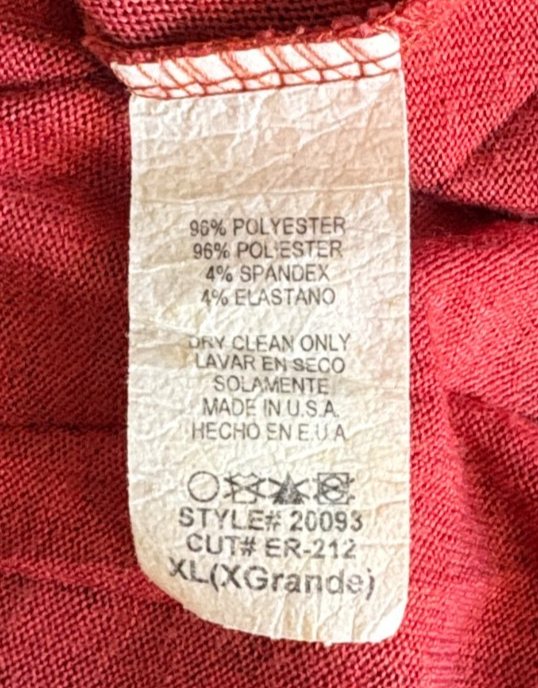 96% POLYESTER
96% POLIESTER
4% SPANDEX
4% ELASTANO
DRY CLEAN ONLY
LAVAR EN SECO
SOLAMENTE
MADE IN U.S.A.
HECHO EN E.U.A
STYLE# 20093
CUT# ER-212
XL(XGrande)